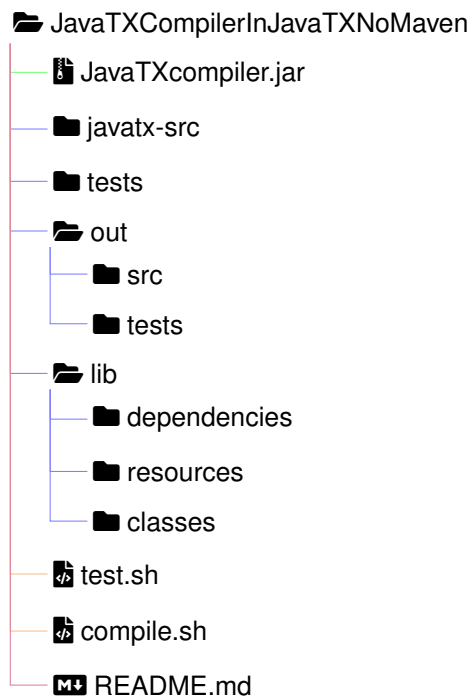 JavaTXCompilerInJavaTXNoMaven
JavaTXcompiler.jar
javatx-src
tests
out
src
tests
lib
dependencies
resources
classes
test.sh
compile.sh
README.md